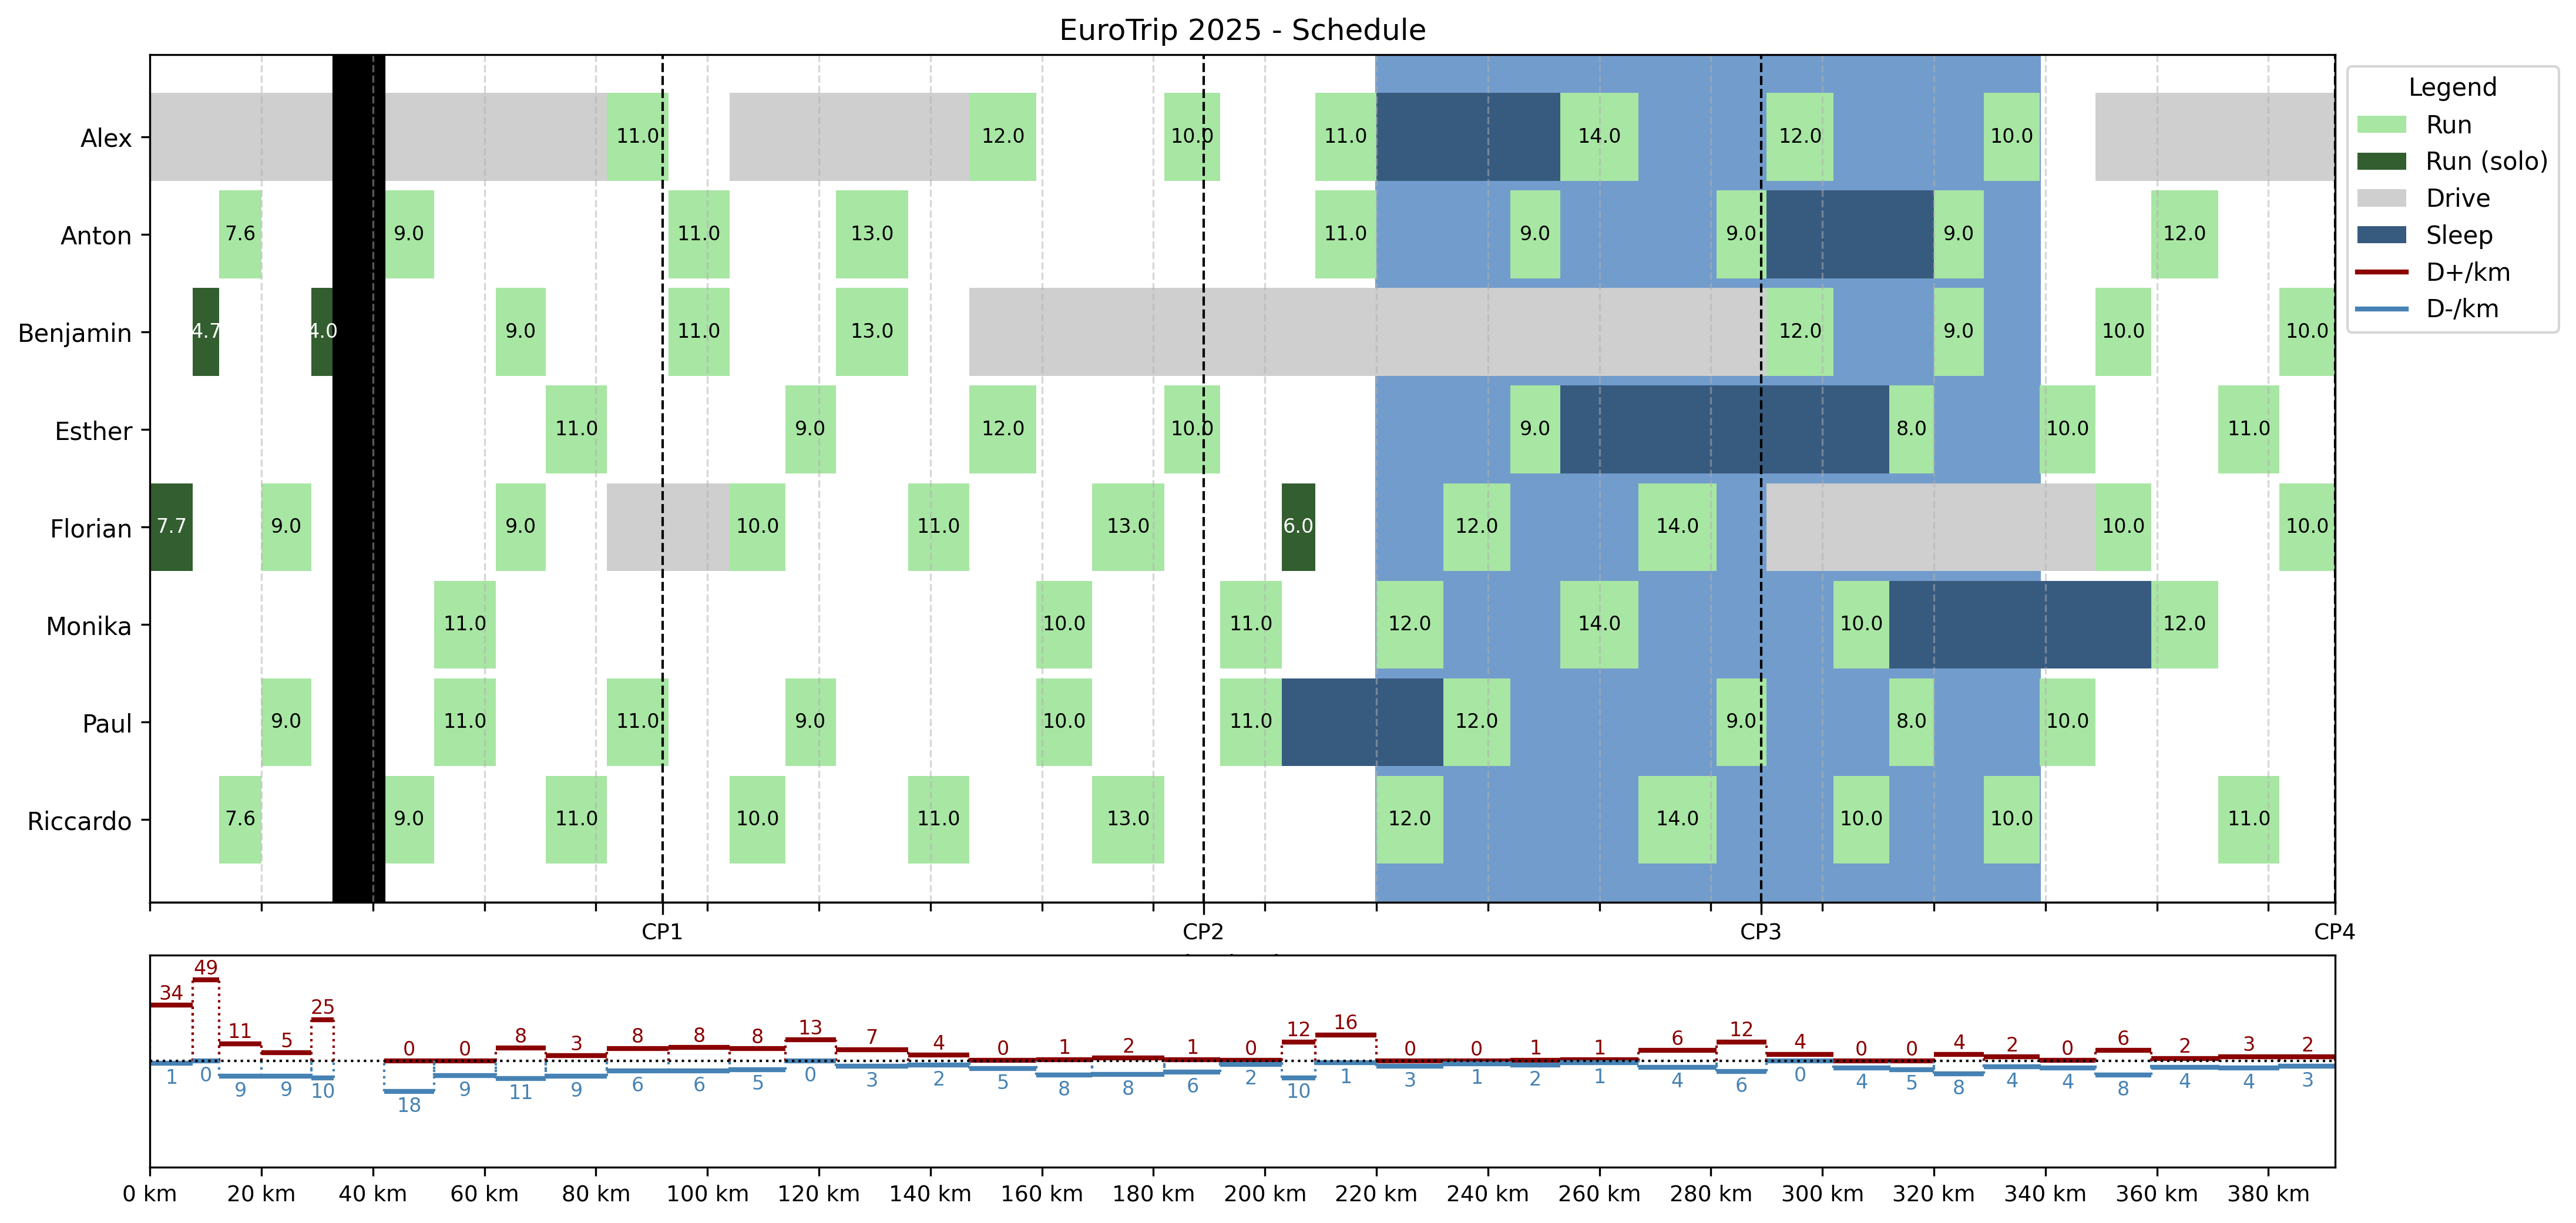 EuroTrip 2025 - Schedule
Legend
Run
Run (solo)
Drive
Sleep
D+/km
D-/km
Alex 11.0 12.0 10.0 11.0 14.0 12.0 10.0
Anton 7.6 9.0 11.0 13.0 11.0 9.0 9.0 9.0 12.0
Benjamin 4.7 4.0 9.0 11.0 13.0 12.0 9.0 10.0 10.0
Esther 11.0 9.0 12.0 10.0 9.0 8.0 10.0 11.0
Florian 7.7 9.0 9.0 10.0 11.0 13.0 6.0 12.0 14.0 10.0 10.0
Monika 11.0 10.0 11.0 12.0 14.0 10.0 12.0
Paul 9.0 11.0 11.0 9.0 10.0 11.0 12.0 9.0 8.0 10.0
Riccardo 7.6 9.0 11.0 10.0 11.0 13.0 12.0 14.0 10.0 10.0 11.0
CP1 CP2 CP3 CP4
34 49 11 5 25 0 0 8 3 8 8 8 13 7 4 0 1 2 1 0 12 16 0 0 1 1 6 12 4 0 0 4 2 0 6 2 3 2
1 0 9 9 10 18 9 11 9 6 6 5 0 3 2 5 8 8 6 2 10 1 3 1 2 1 4 6 0 4 5 8 4 4 8 4 4 3
0 km 20 km 40 km 60 km 80 km 100 km 120 km 140 km 160 km 180 km 200 km 220 km 240 km 260 km 280 km 300 km 320 km 340 km 360 km 380 km